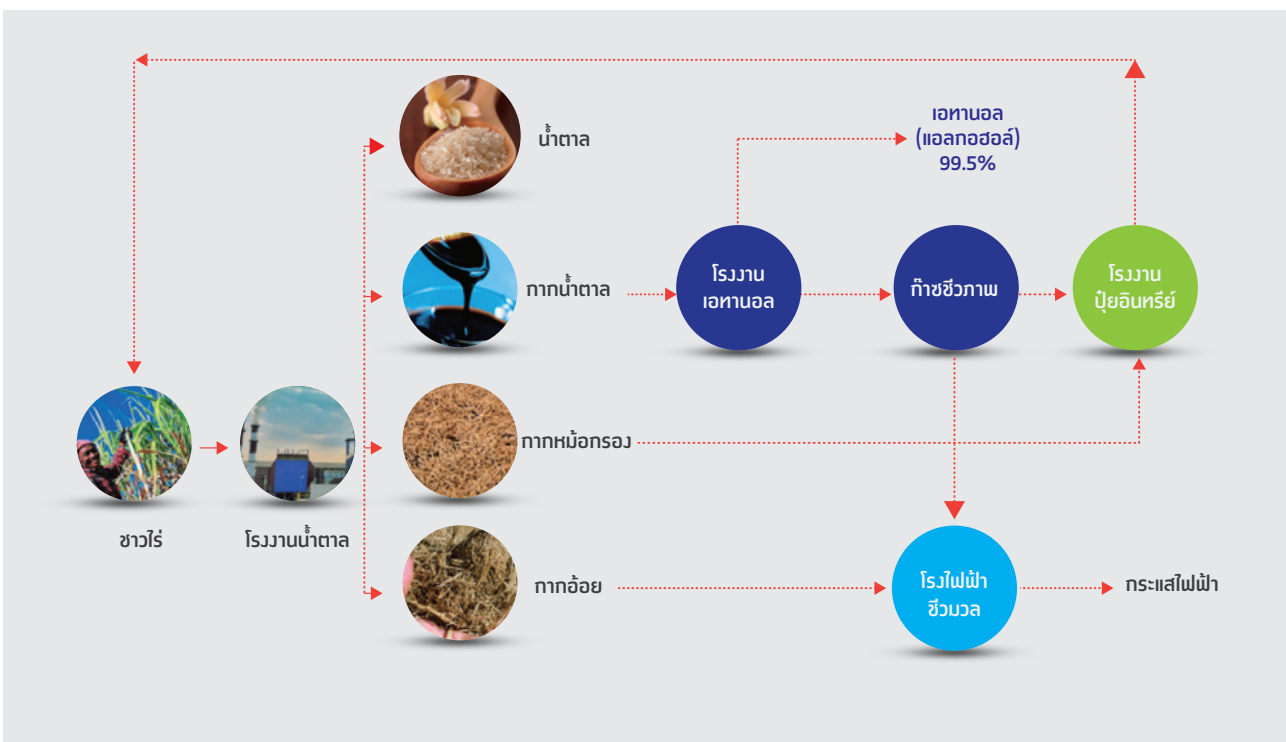 น้ำตาล
เอทานอล
(แอลกอฮอล์)
99.5%
กากน้ำตาล
โรงงาน
เอทานอล
ก๊าซชีวภาพ
โรงงาน
ปุ๋ยอินทรีย์
กากหม้อกรอง
ชาวไร่
โรงงานน้ำตาล
กากอ้อย
โรงไฟฟ้า
ชีวมวล
กระแสไฟฟ้า